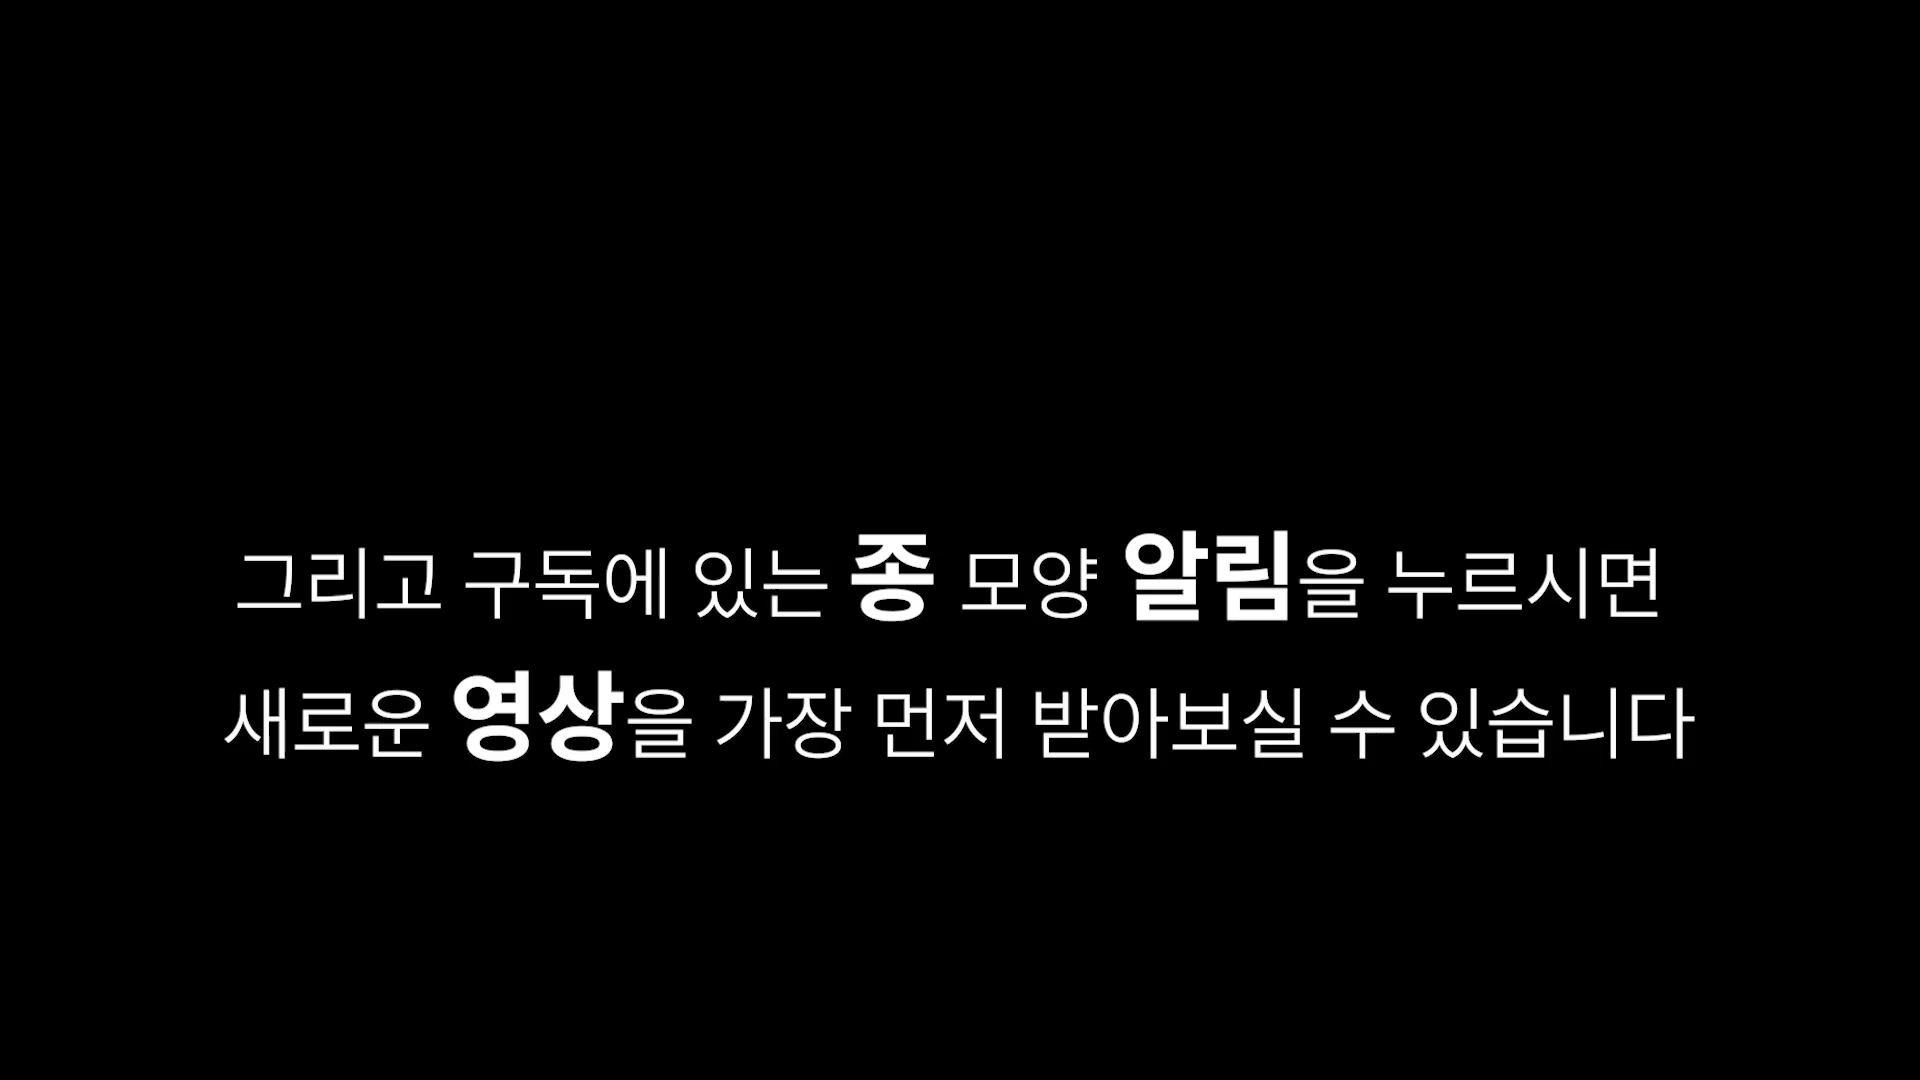 그리고 구독에 있는 종 모양 알림을 누르시면
새로운 영상을 가장 먼저 받아보실 수 있습니다